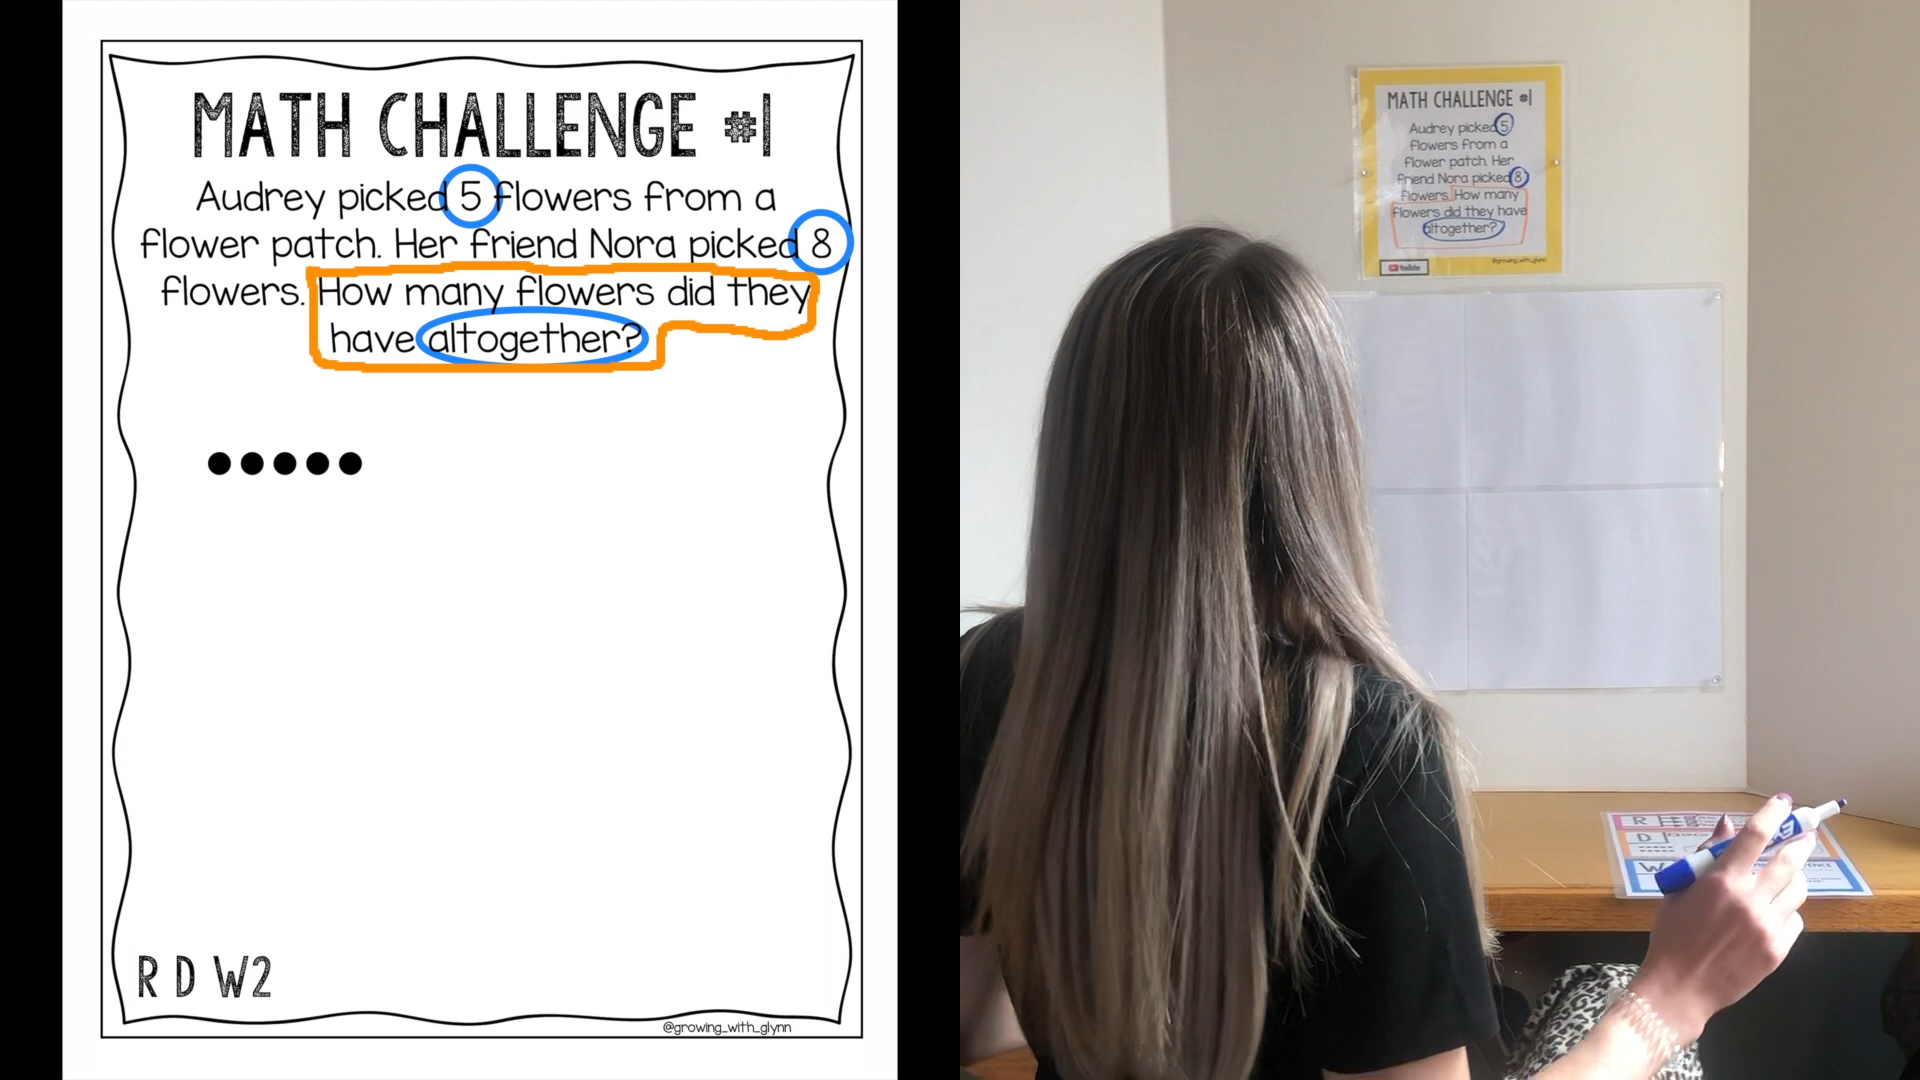 MATH CHALLENGE #1
Audrey picked 5 flowers from a
flower patch. Her friend Nora picked 8
flowers. How many flowers did they
have altogether?
R D W2
@growing_with_glynn
MATH CHALLENGE #1
Audrey picked 5
flowers from a
flower patch. Her
friend Nora picked 8
flowers. How many
flowers did they have
altogether?
YouTube
@growing_with_glynn
R
D
W